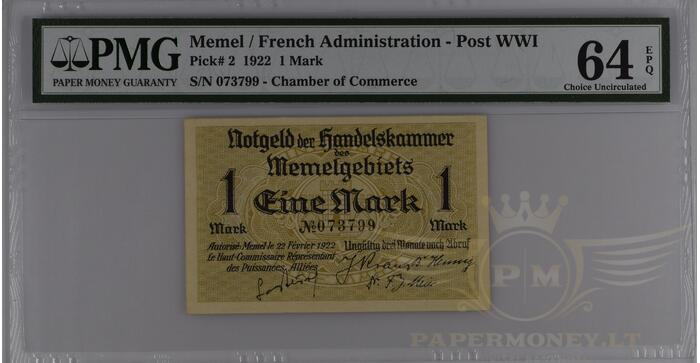 PMG
PAPER MONEY GUARANTY
Memel / French Administration - Post WWI
Pick# 2 1922 1 Mark
S/N 073799 - Chamber of Commerce
64 EPQ
Choice Uncirculated
Notgeld der Handelskammer
des
Memelgebiets
1 Eine Mark 1
Mark №073799 Mark
Autorisé: Memel le 22 Février 1922
Le Haut-Commissaire Réprésentant
des Puissances Alliées
Ungültig drei Monate nach Abruf
PM
PAPERMONEY.LT